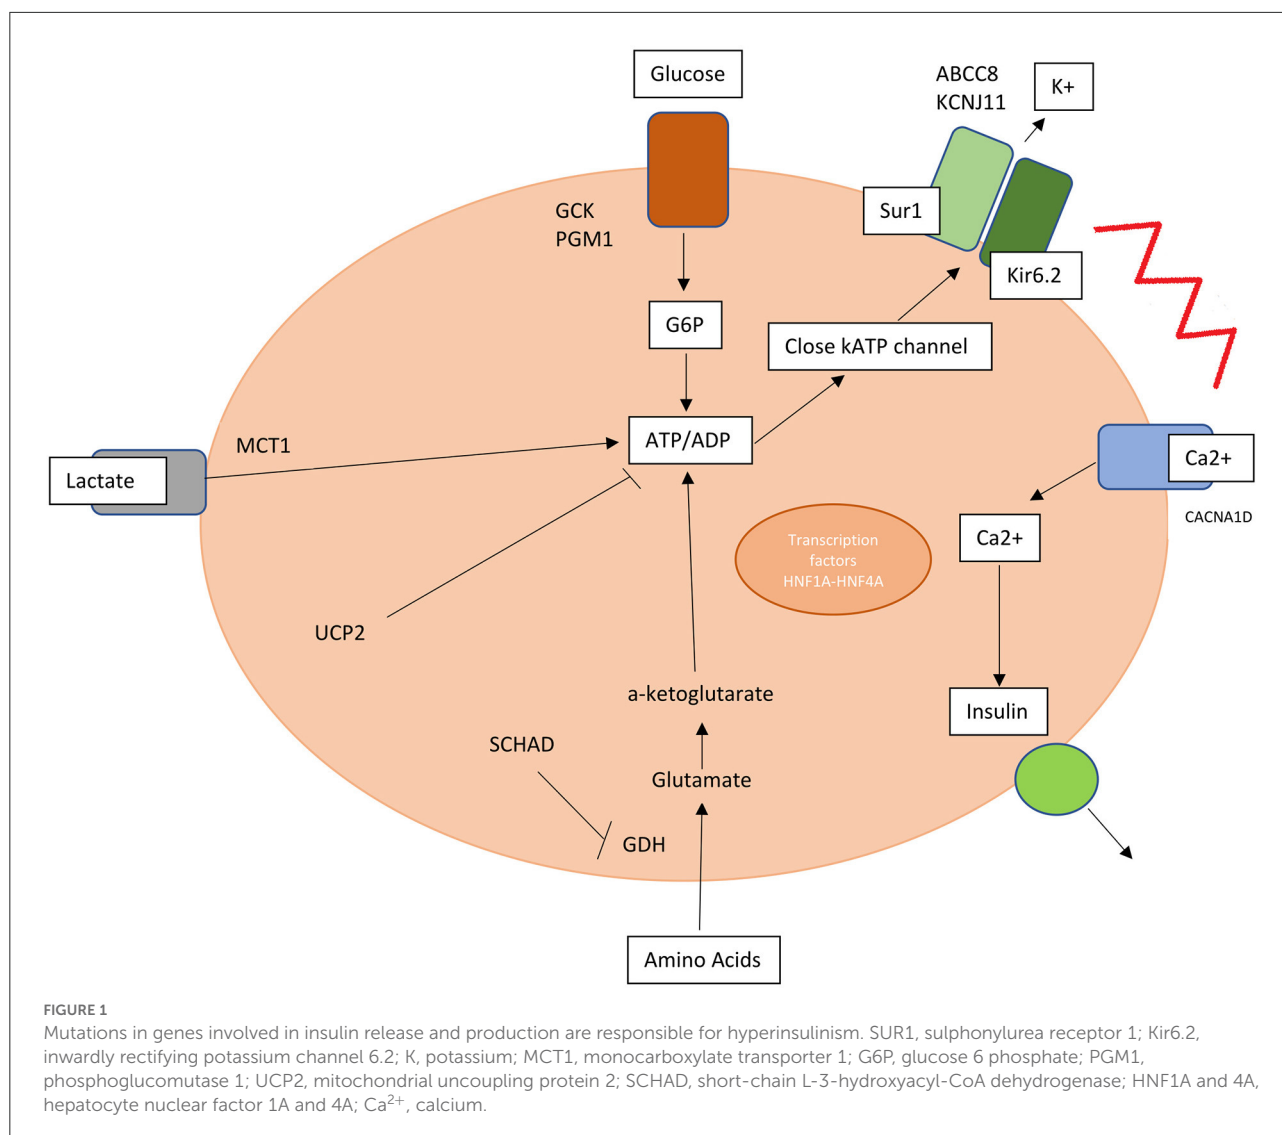 Glucose
ABCC8
KCNJ11
K+
GCK
PGM1
Sur1
Kir6.2
G6P
Close kATP channel
MCT1
ATP/ADP
Lactate
Ca2+
CACNA1D
Ca2+
Transcription
factors
HNF1A-HNF4A
UCP2
a-ketoglutarate
Insulin
SCHAD
Glutamate
GDH
Amino Acids
FIGURE 1
Mutations in genes involved in insulin release and production are responsible for hyperinsulinism. SUR1, sulphonylurea receptor 1; Kir6.2,
inwardly rectifying potassium channel 6.2; K, potassium; MCT1, monocarboxylate transporter 1; G6P, glucose 6 phosphate; PGM1,
phosphoglucomutase 1; UCP2, mitochondrial uncoupling protein 2; SCHAD, short-chain L-3-hydroxyacyl-CoA dehydrogenase; HNF1A and 4A,
hepatocyte nuclear factor 1A and 4A; Ca²⁺, calcium.